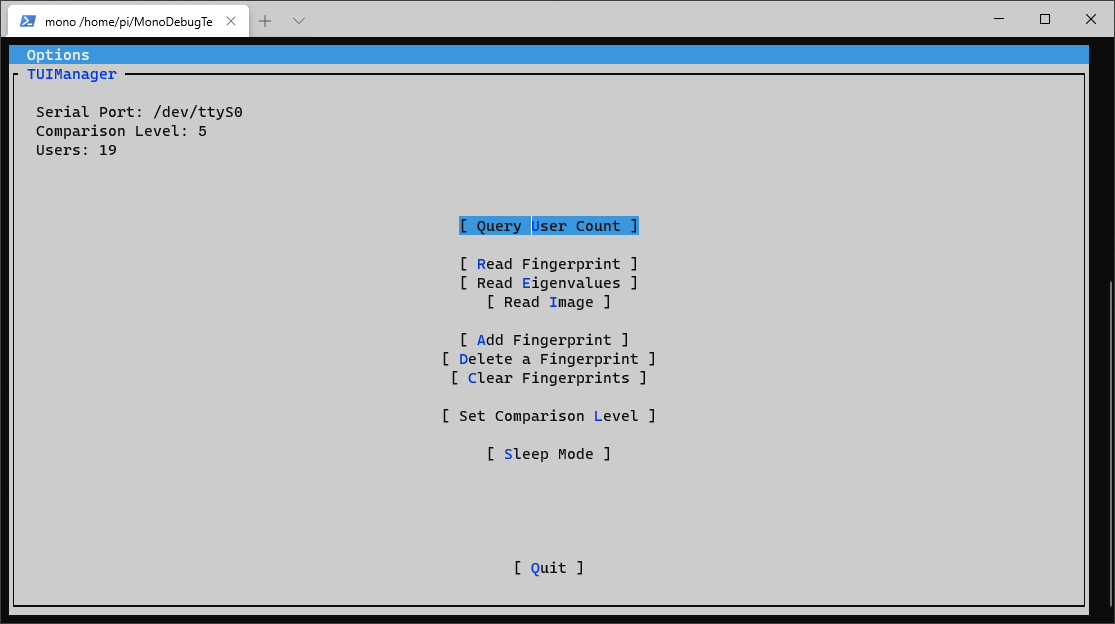 mono /home/pi/MonoDebugTe
Options
TUIManager
Serial Port: /dev/ttyS0
Comparison Level: 5
Users: 19
[ Query User Count ]
[ Read Fingerprint ]
[ Read Eigenvalues ]
[ Read Image ]
[ Add Fingerprint ]
[ Delete a Fingerprint ]
[ Clear Fingerprints ]
[ Set Comparison Level ]
[ Sleep Mode ]
[ Quit ]